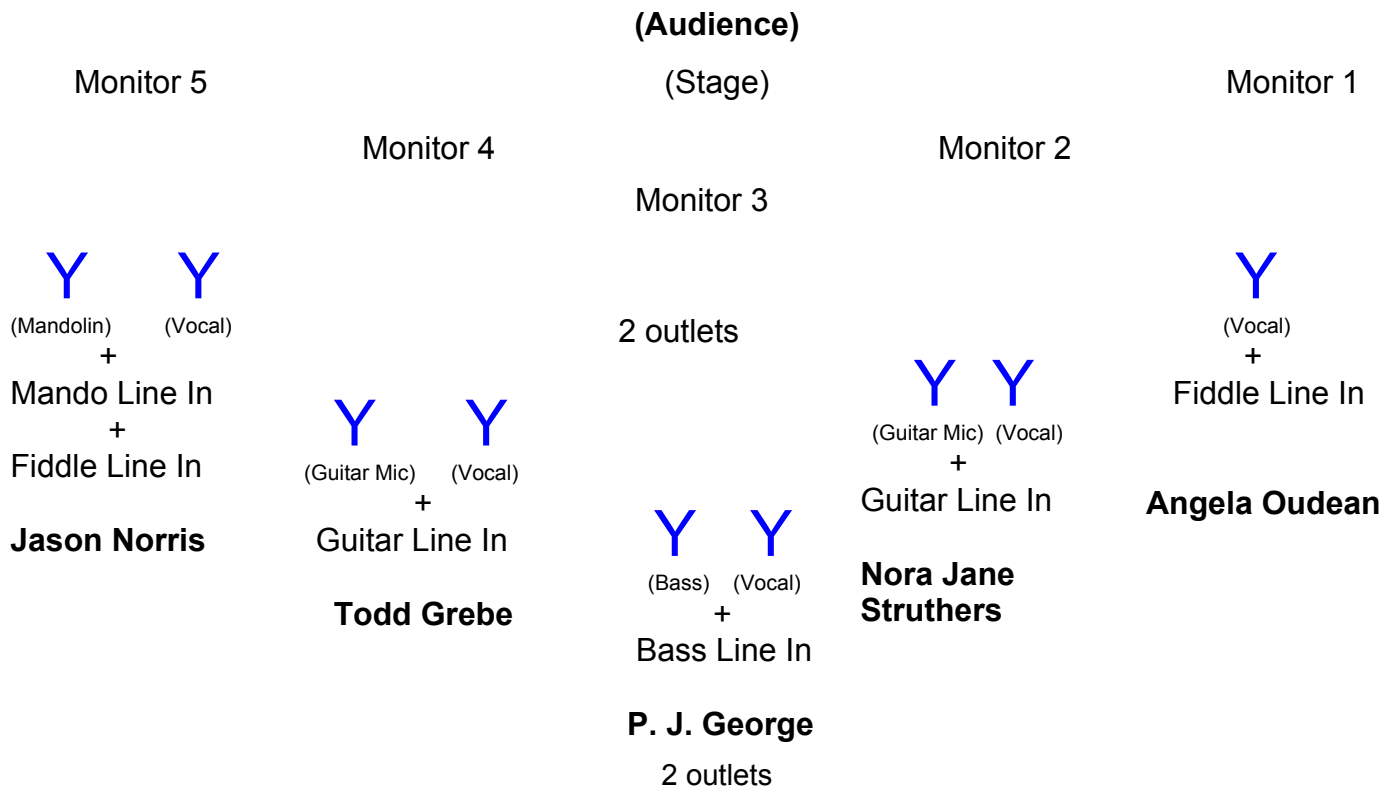 (Audience)
Monitor 5 (Stage) Monitor 1
Monitor 4 Monitor 2
Monitor 3
Y Y
(Mandolin) (Vocal)
+
Mando Line In
+
Fiddle Line In
Jason Norris
Y Y
(Guitar Mic) (Vocal)
+
Guitar Line In
Todd Grebe
2 outlets
Y Y
(Bass) (Vocal)
+
Bass Line In
P. J. George
2 outlets
Y Y
(Guitar Mic) (Vocal)
+
Guitar Line In
Nora Jane
Struthers
Y
(Vocal)
+
Fiddle Line In
Angela Oudean